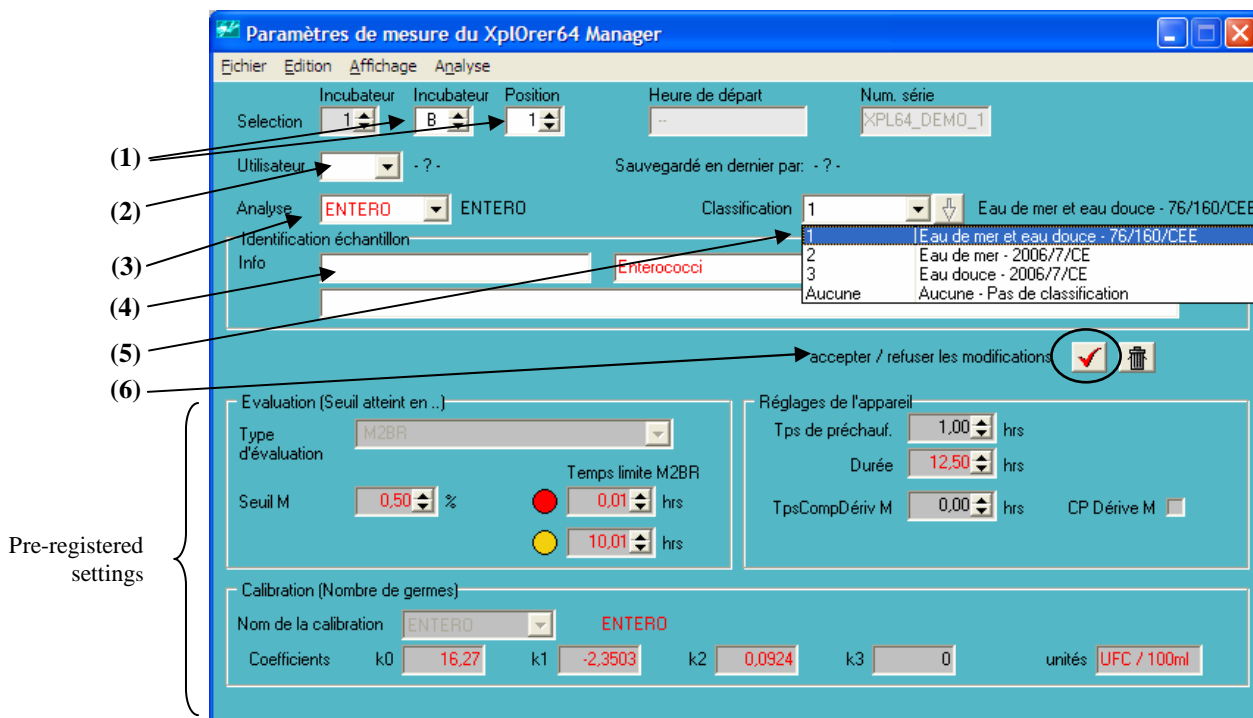 Paramètres de mesure du XplOrer64 Manager
Fichier Edition Affichage Analyse
Incubateur Incubateur Position Heure de départ Num. série
Selection 1 B 1 -- XPL64_DEMO_1
(1)
Utilisateur - ? - Sauvegardé en dernier par: - ? -
(2)
Analyse ENTERO ENTERO Classification 1 Eau de mer et eau douce - 76/160/CEE
1 Eau de mer et eau douce - 76/160/CEE
Identification échantillon
2 Eau de mer - 2006/7/CE
(3)
Info Enterococci
3 Eau douce - 2006/7/CE
Aucune Aucune - Pas de classification
(4)
(5)
accepter / refuser les modifications
(6)
Evaluation (Seuil atteint en ..)
Type d'évaluation M2BR
Temps limite M2BR
Seuil M 0,50 % 0,01 hrs
10,01 hrs
Réglages de l'appareil
Tps de préchauf. 1,00 hrs
Durée 12,50 hrs
TpsCompDériv M 0,00 hrs CP Dérive M
Pre-registered
settings
Calibration (Nombre de germes)
Nom de la calibration ENTERO ENTERO
Coefficients k0 16,27 k1 -2,3503 k2 0,0924 k3 0 unités UFC / 100ml